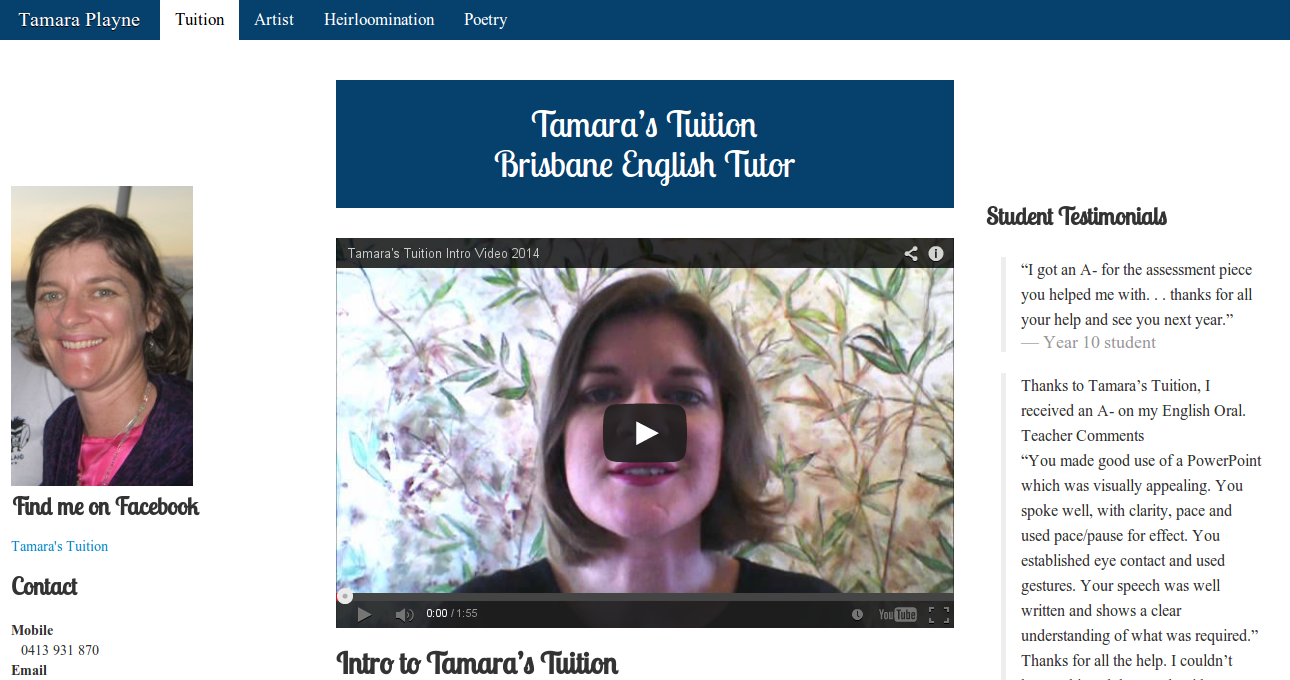 Tamara Playne
Tuition
Artist
Heirloomination
Poetry
Tamara’s Tuition
Brisbane English Tutor
Find me on Facebook
Tamara's Tuition
Contact
Mobile
0413 931 870
Email
Tamara's Tuition Intro Video 2014
0:00 / 1:55
YouTube
Intro to Tamara’s Tuition
Student Testimonials
“I got an A- for the assessment piece
you helped me with. . . thanks for all
your help and see you next year.”
— Year 10 student
Thanks to Tamara’s Tuition, I
received an A- on my English Oral.
Teacher Comments
“You made good use of a PowerPoint
which was visually appealing. You
spoke well, with clarity, pace and
used pace/pause for effect. You
established eye contact and used
gestures. Your speech was well
written and shows a clear
understanding of what was required.”
Thanks for all the help. I couldn’t